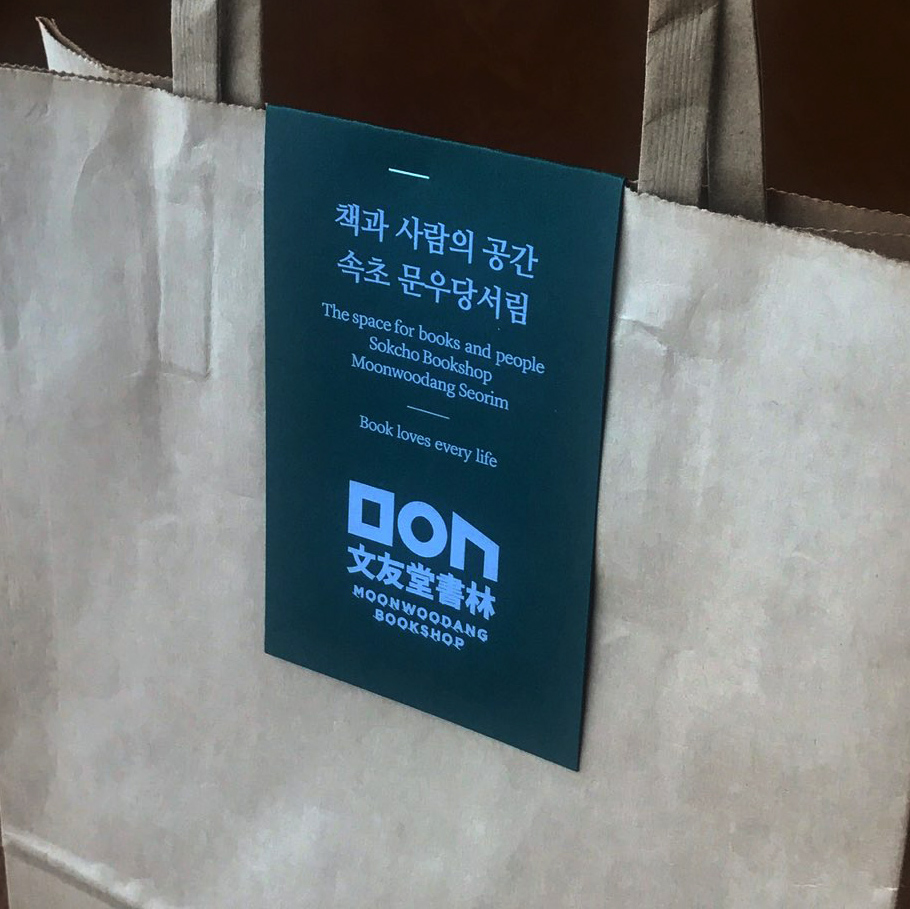 책과 사람의 공간
속초 문우당서림
The space for books and people
Sokcho Bookshop
Moonwoodang Seorim
Book loves every life
ㅁㅇㄱ
文友堂書林
MOONWOODANG
BOOKSHOP